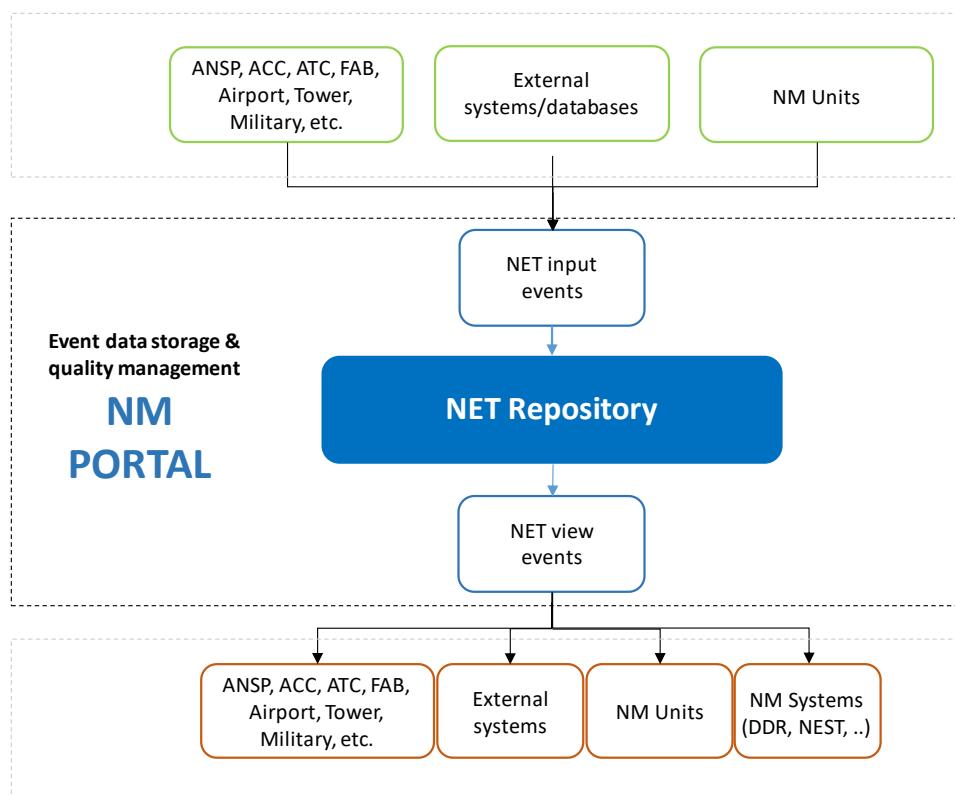 ANSP, ACC, ATC, FAB,
Airport, Tower,
Military, etc.
External
systems/databases
NM Units
NET input
events
Event data storage &
quality management
NM
PORTAL
NET Repository
NET view
events
ANSP, ACC, ATC, FAB,
Airport, Tower,
Military, etc.
External
systems
NM Units
NM Systems
(DDR, NEST, ..)